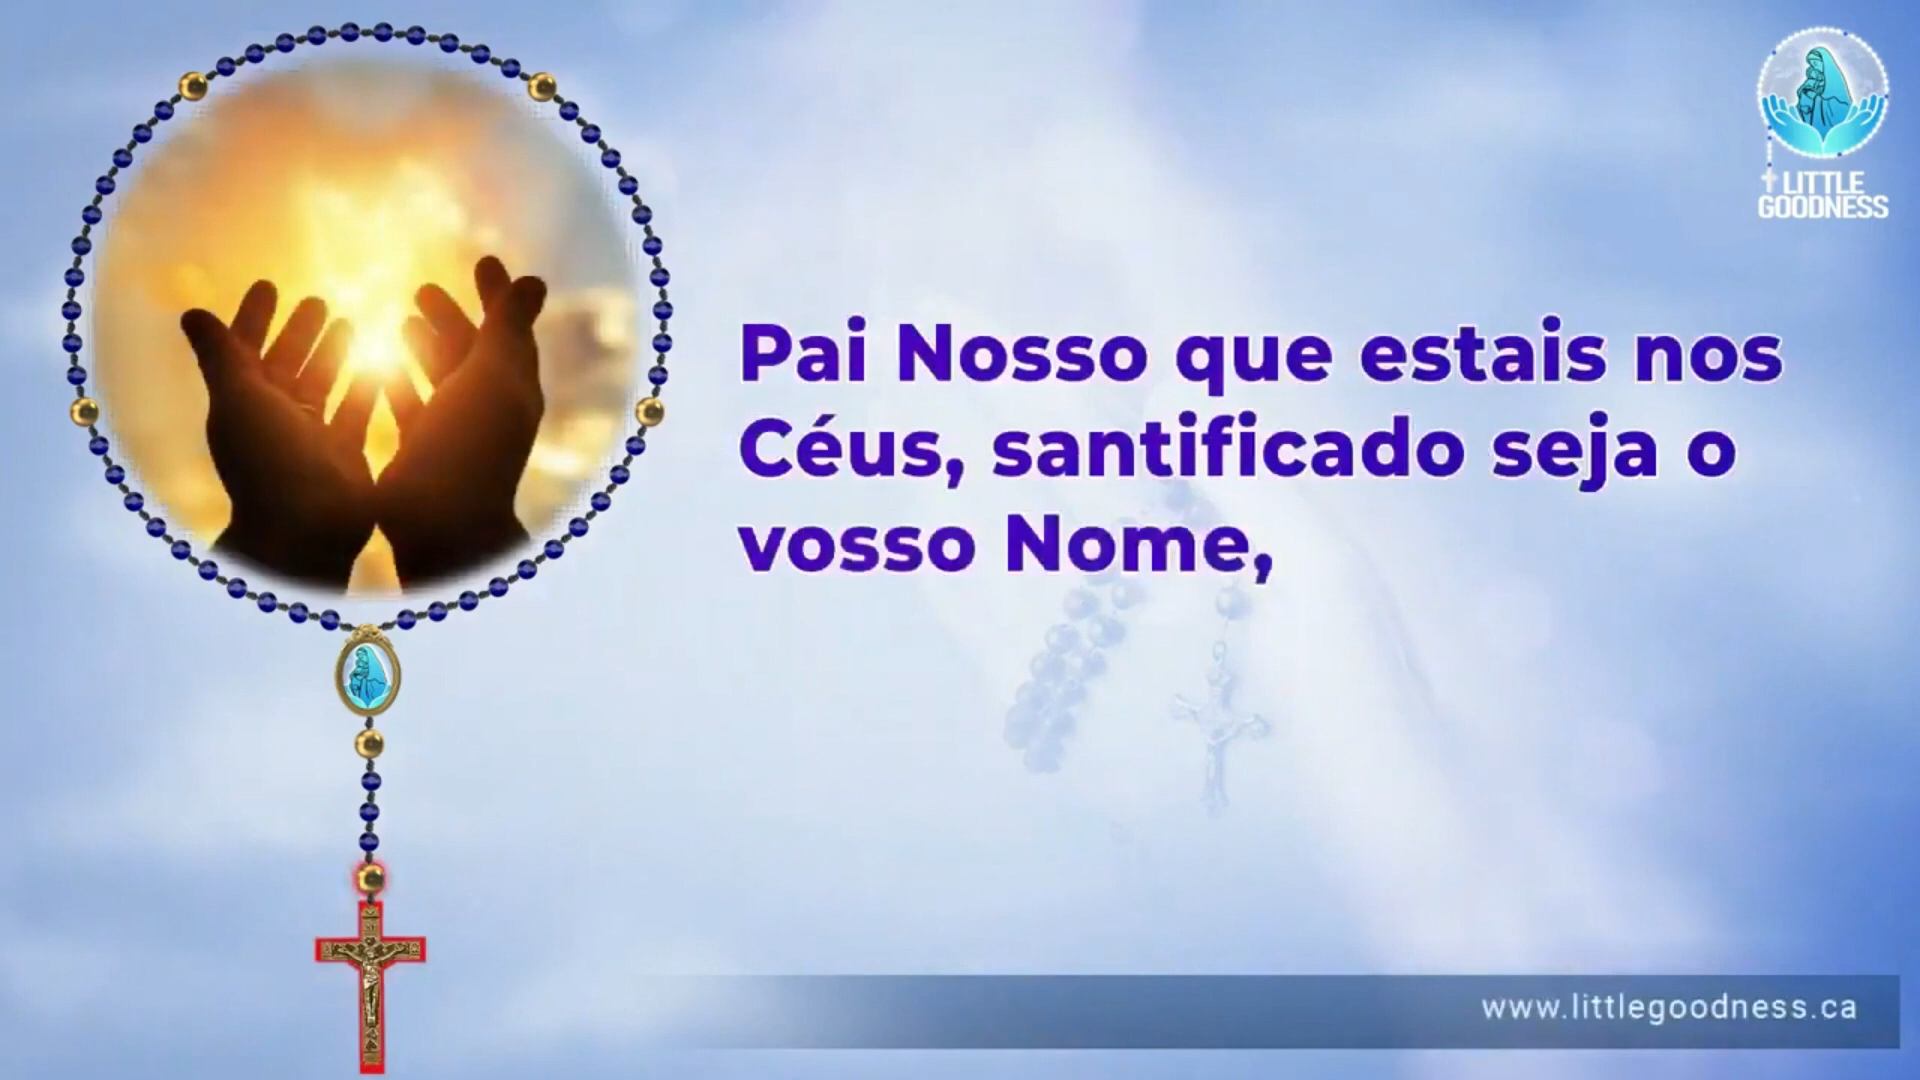 LITTLE
GOODNESS
Pai Nosso que estais nos
Céus, santificado seja o
vosso Nome,
www.littlegoodness.ca